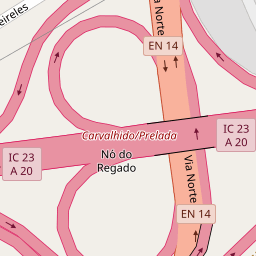 eireles
Via Norte
EN 14
Carvalhido/Prelada
IC 23
A 20
IC 23
A 20
Nó do
Regado
Via Norte
EN 14